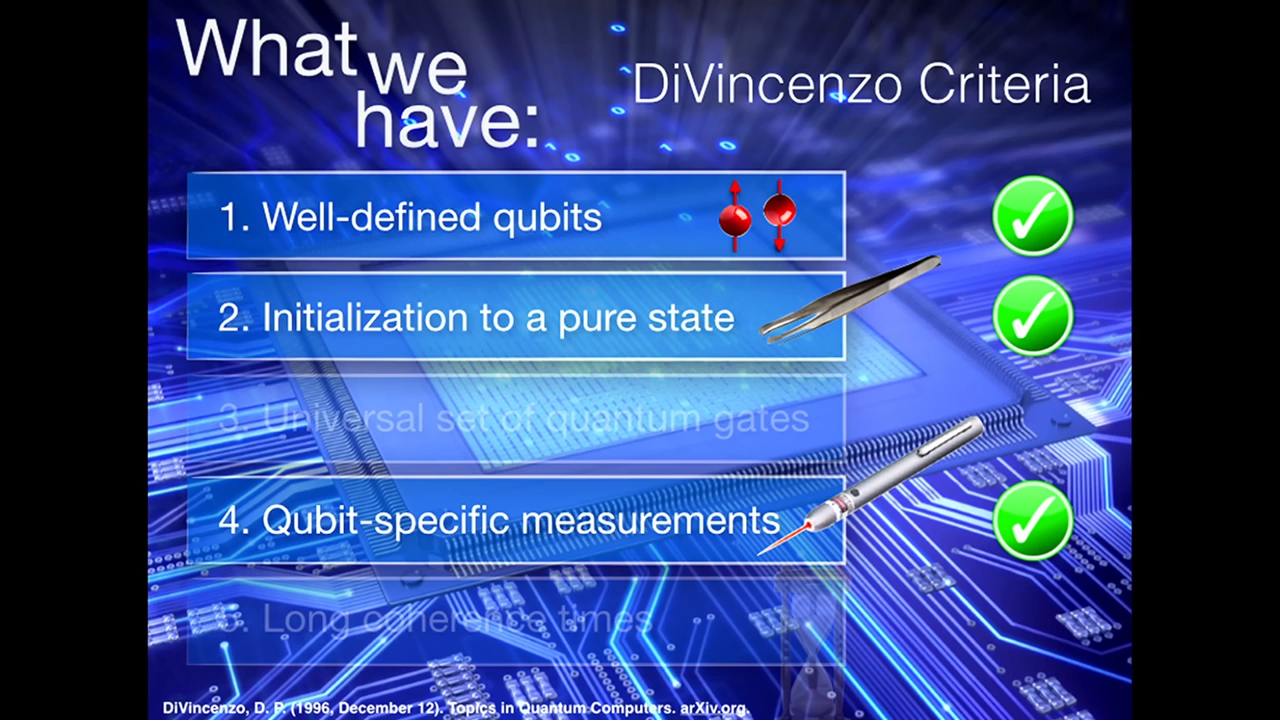 What we
have:
DiVincenzo Criteria
1. Well-defined qubits
2. Initialization to a pure state
3. Universal set of quantum gates
4. Qubit-specific measurements
5. Long coherence times
DiVincenzo, D. P. (1996, December 12). Topics in Quantum Computers. arXiv.org.